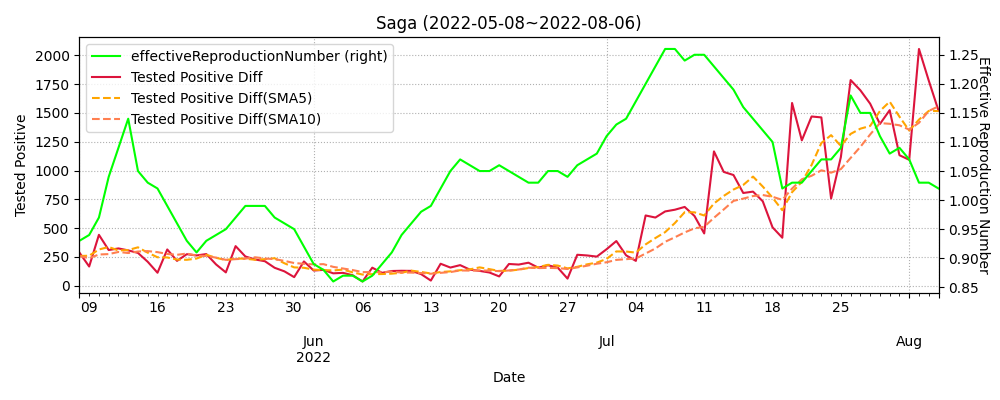 Saga (2022-05-08~2022-08-06)
effectiveReproductionNumber (right)
Tested Positive Diff
Tested Positive Diff(SMA5)
Tested Positive Diff(SMA10)
Tested Positive
2000
1750
1500
1250
1000
750
500
250
0
1.25
1.20
1.15
1.10
1.05
1.00
0.95
0.90
0.85
Effective Reproduction Number
09 16 23 30 06 13 20 27 04 11 18 25
Jun Jul Aug
2022
Date